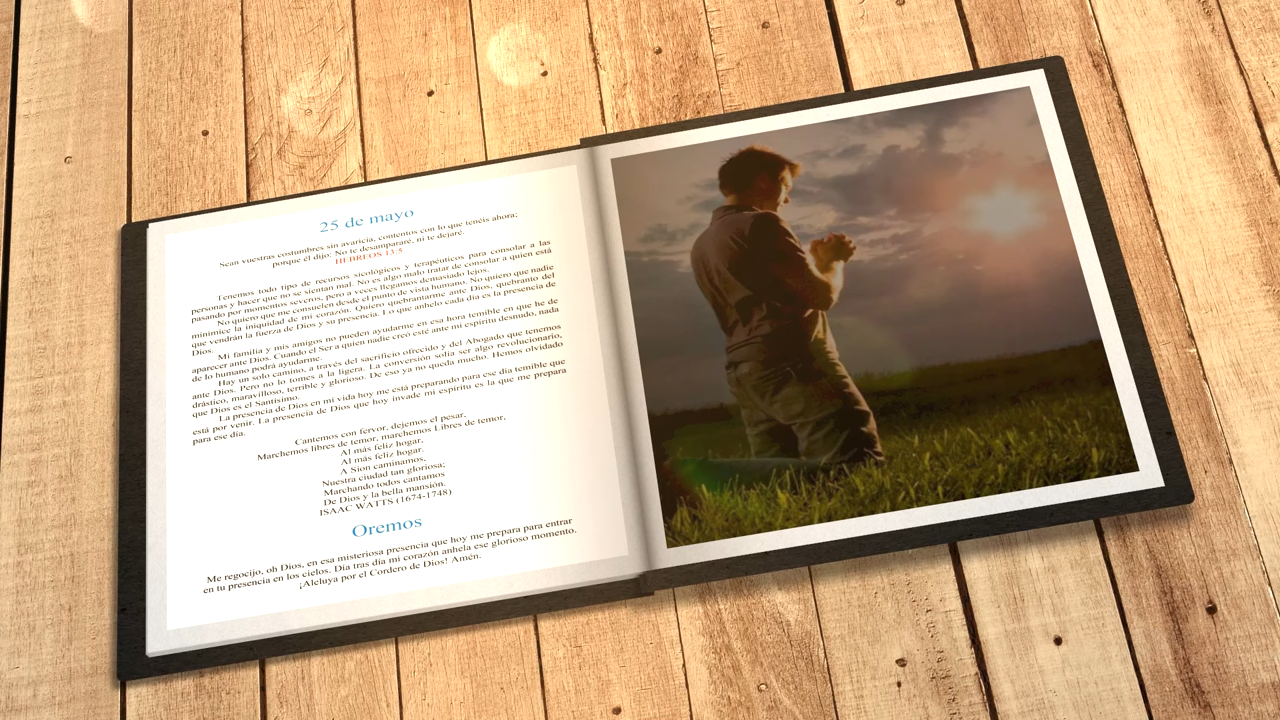 25 de mayo
Sean vuestras costumbres sin avaricia, contentos con lo que tenéis ahora;
porque él dijo: No te desampararé, ni te dejaré.
HEBREOS 13:5
Tenemos todo tipo de recursos sicológicos y terapéuticos para consolar a las
personas y hacer que no se sientan mal. No es algo malo tratar de consolar a quien está
pasando por momentos severos, pero a veces llegamos demasiado lejos.
No quiero que me consuelen desde el punto de vista humano. No quiero que nadie
minimice la iniquidad de mi corazón. Quiero quebrantarme ante Dios, quebranto del
que vendrán la fuerza de Dios y su presencia. Lo que anhelo cada día es la presencia de
Dios.
Mi familia y mis amigos no pueden ayudarme en esa hora temible en que he de
aparecer ante Dios. Cuando el Ser a quien nadie creó esté ante mi espíritu desnudo, nada
de lo humano podrá ayudarme.
Hay un solo camino, a través del sacrificio ofrecido y del Abogado que tenemos
ante Dios. Pero no lo tomes a la ligera. La conversión solía ser algo revolucionario,
drástico, maravilloso, terrible y glorioso. De eso ya no queda mucho. Hemos olvidado
que Dios es el Santísimo.
La presencia de Dios en mi vida hoy me está preparando para ese día temible que
está por venir. La presencia de Dios que hoy invade mi espíritu es la que me prepara
para ese día.
Cantemos con fervor, dejemos el pesar,
Marchemos libres de temor, marchemos Libres de temor,
Al más feliz hogar,
Al más feliz hogar.
A Sion caminamos,
Nuestra ciudad tan gloriosa;
Marchando todos cantamos
De Dios y la bella mansión.
ISAAC WATTS (1674-1748)
Oremos
Me regocijo, oh Dios, en esa misteriosa presencia que hoy me prepara para entrar
en tu presencia en los cielos. Día tras día mi corazón anhela ese glorioso momento.
¡Aleluya por el Cordero de Dios! Amén.